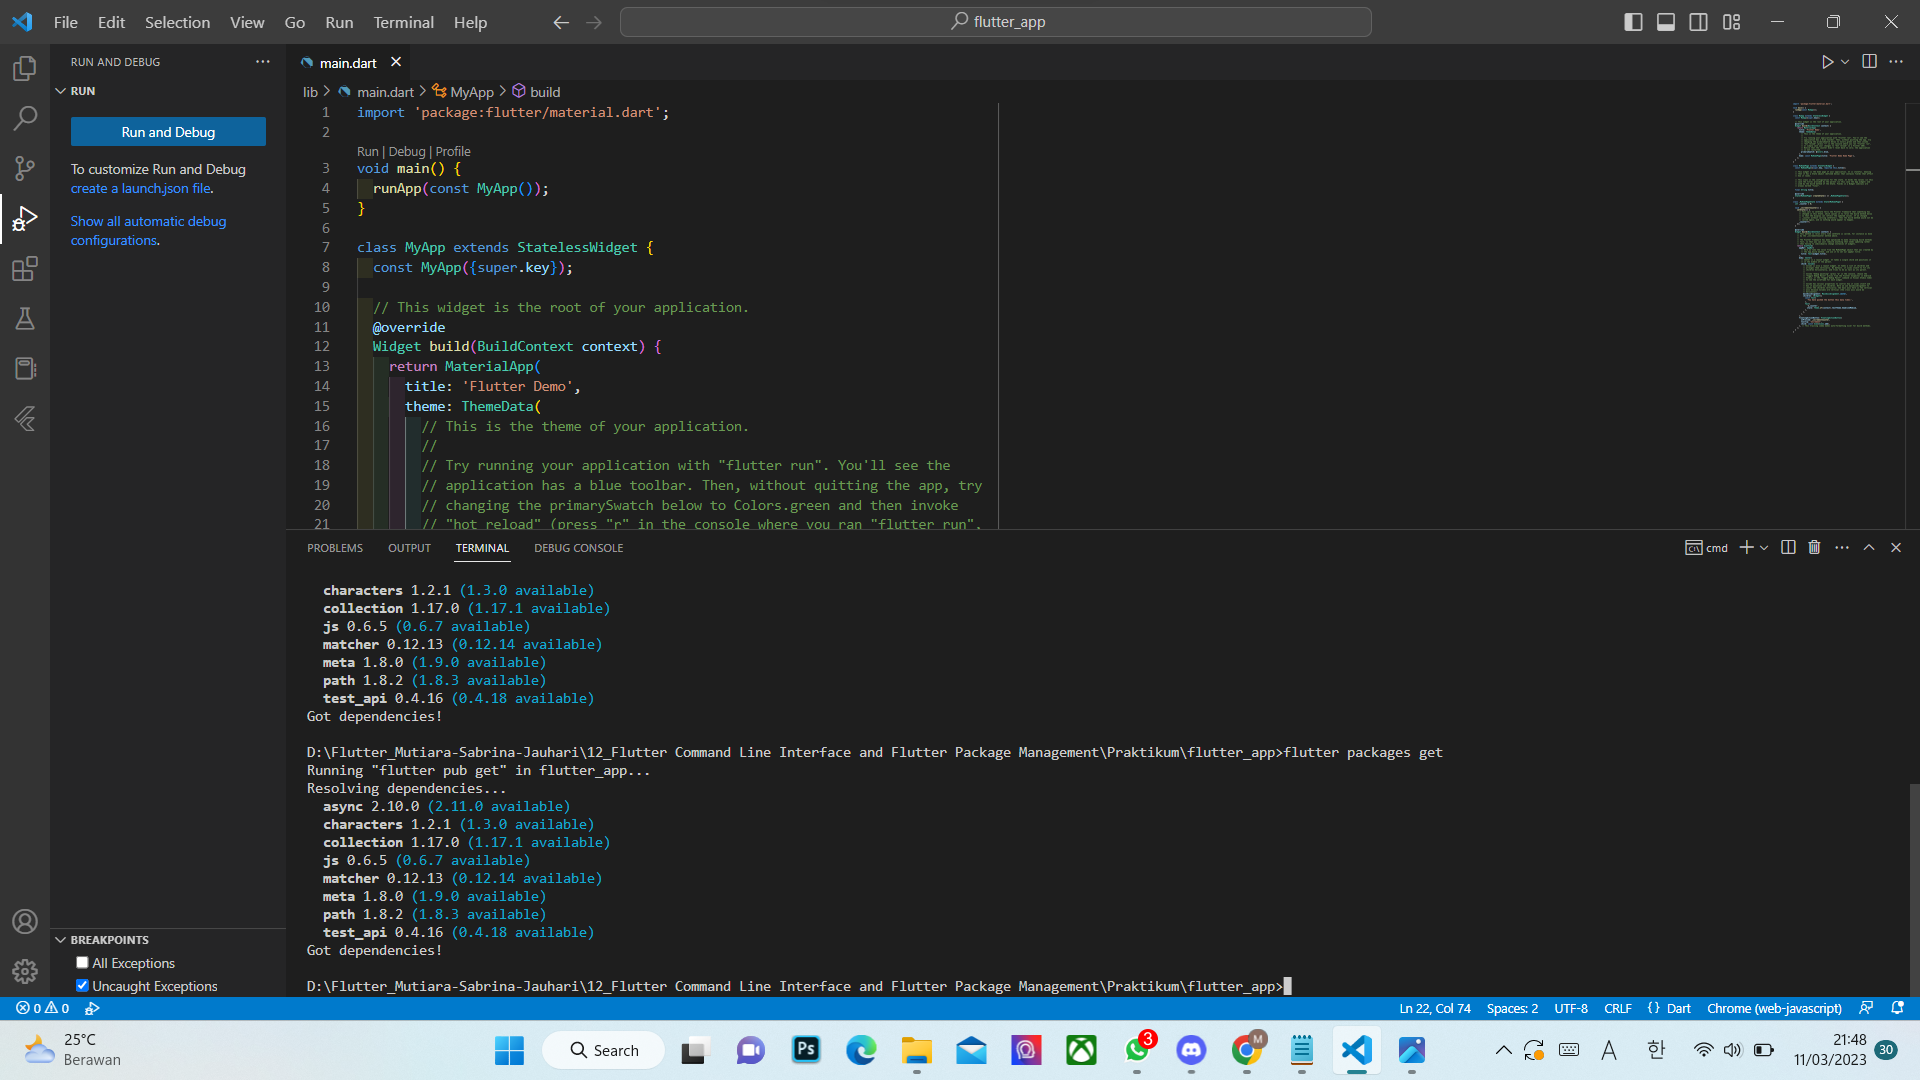 File Edit Selection View Go Run Terminal Help
flutter_app
RUN AND DEBUG
RUN
Run and Debug
To customize Run and Debug
create a launch.json file.
Show all automatic debug
configurations.
BREAKPOINTS
All Exceptions
Uncaught Exceptions
main.dart
lib > main.dart > MyApp > build
1 import 'package:flutter/material.dart';
2
Run | Debug | Profile
3 void main() {
4 runApp(const MyApp());
5 }
6
7 class MyApp extends StatelessWidget {
8 const MyApp({super.key});
9
10 // This widget is the root of your application.
11 @override
12 Widget build(BuildContext context) {
13 return MaterialApp(
14 title: 'Flutter Demo',
15 theme: ThemeData(
16 // This is the theme of your application.
17 //
18 // Try running your application with "flutter run". You'll see the
19 // application has a blue toolbar. Then, without quitting the app, try
20 // changing the primarySwatch below to Colors.green and then invoke
21 // "hot reload" (press "r" in the console where you ran "flutter run",
PROBLEMS OUTPUT TERMINAL DEBUG CONSOLE
cmd
characters 1.2.1 (1.3.0 available)
collection 1.17.0 (1.17.1 available)
js 0.6.5 (0.6.7 available)
matcher 0.12.13 (0.12.14 available)
meta 1.8.0 (1.9.0 available)
path 1.8.2 (1.8.3 available)
test_api 0.4.16 (0.4.18 available)
Got dependencies!
D:\Flutter_Mutiara-Sabrina-Jauhari\12_Flutter Command Line Interface and Flutter Package Management\Praktikum\flutter_app>flutter packages get
Running "flutter pub get" in flutter_app...
Resolving dependencies...
async 2.10.0 (2.11.0 available)
characters 1.2.1 (1.3.0 available)
collection 1.17.0 (1.17.1 available)
js 0.6.5 (0.6.7 available)
matcher 0.12.13 (0.12.14 available)
meta 1.8.0 (1.9.0 available)
path 1.8.2 (1.8.3 available)
test_api 0.4.16 (0.4.18 available)
Got dependencies!
D:\Flutter_Mutiara-Sabrina-Jauhari\12_Flutter Command Line Interface and Flutter Package Management\Praktikum\flutter_app>
0 0
Ln 22, Col 74 Spaces: 2 UTF-8 CRLF {} Dart Chrome (web-javascript)
25°C
Berawan
Search
Ps
3
M
A
한
21:48
11/03/2023
30